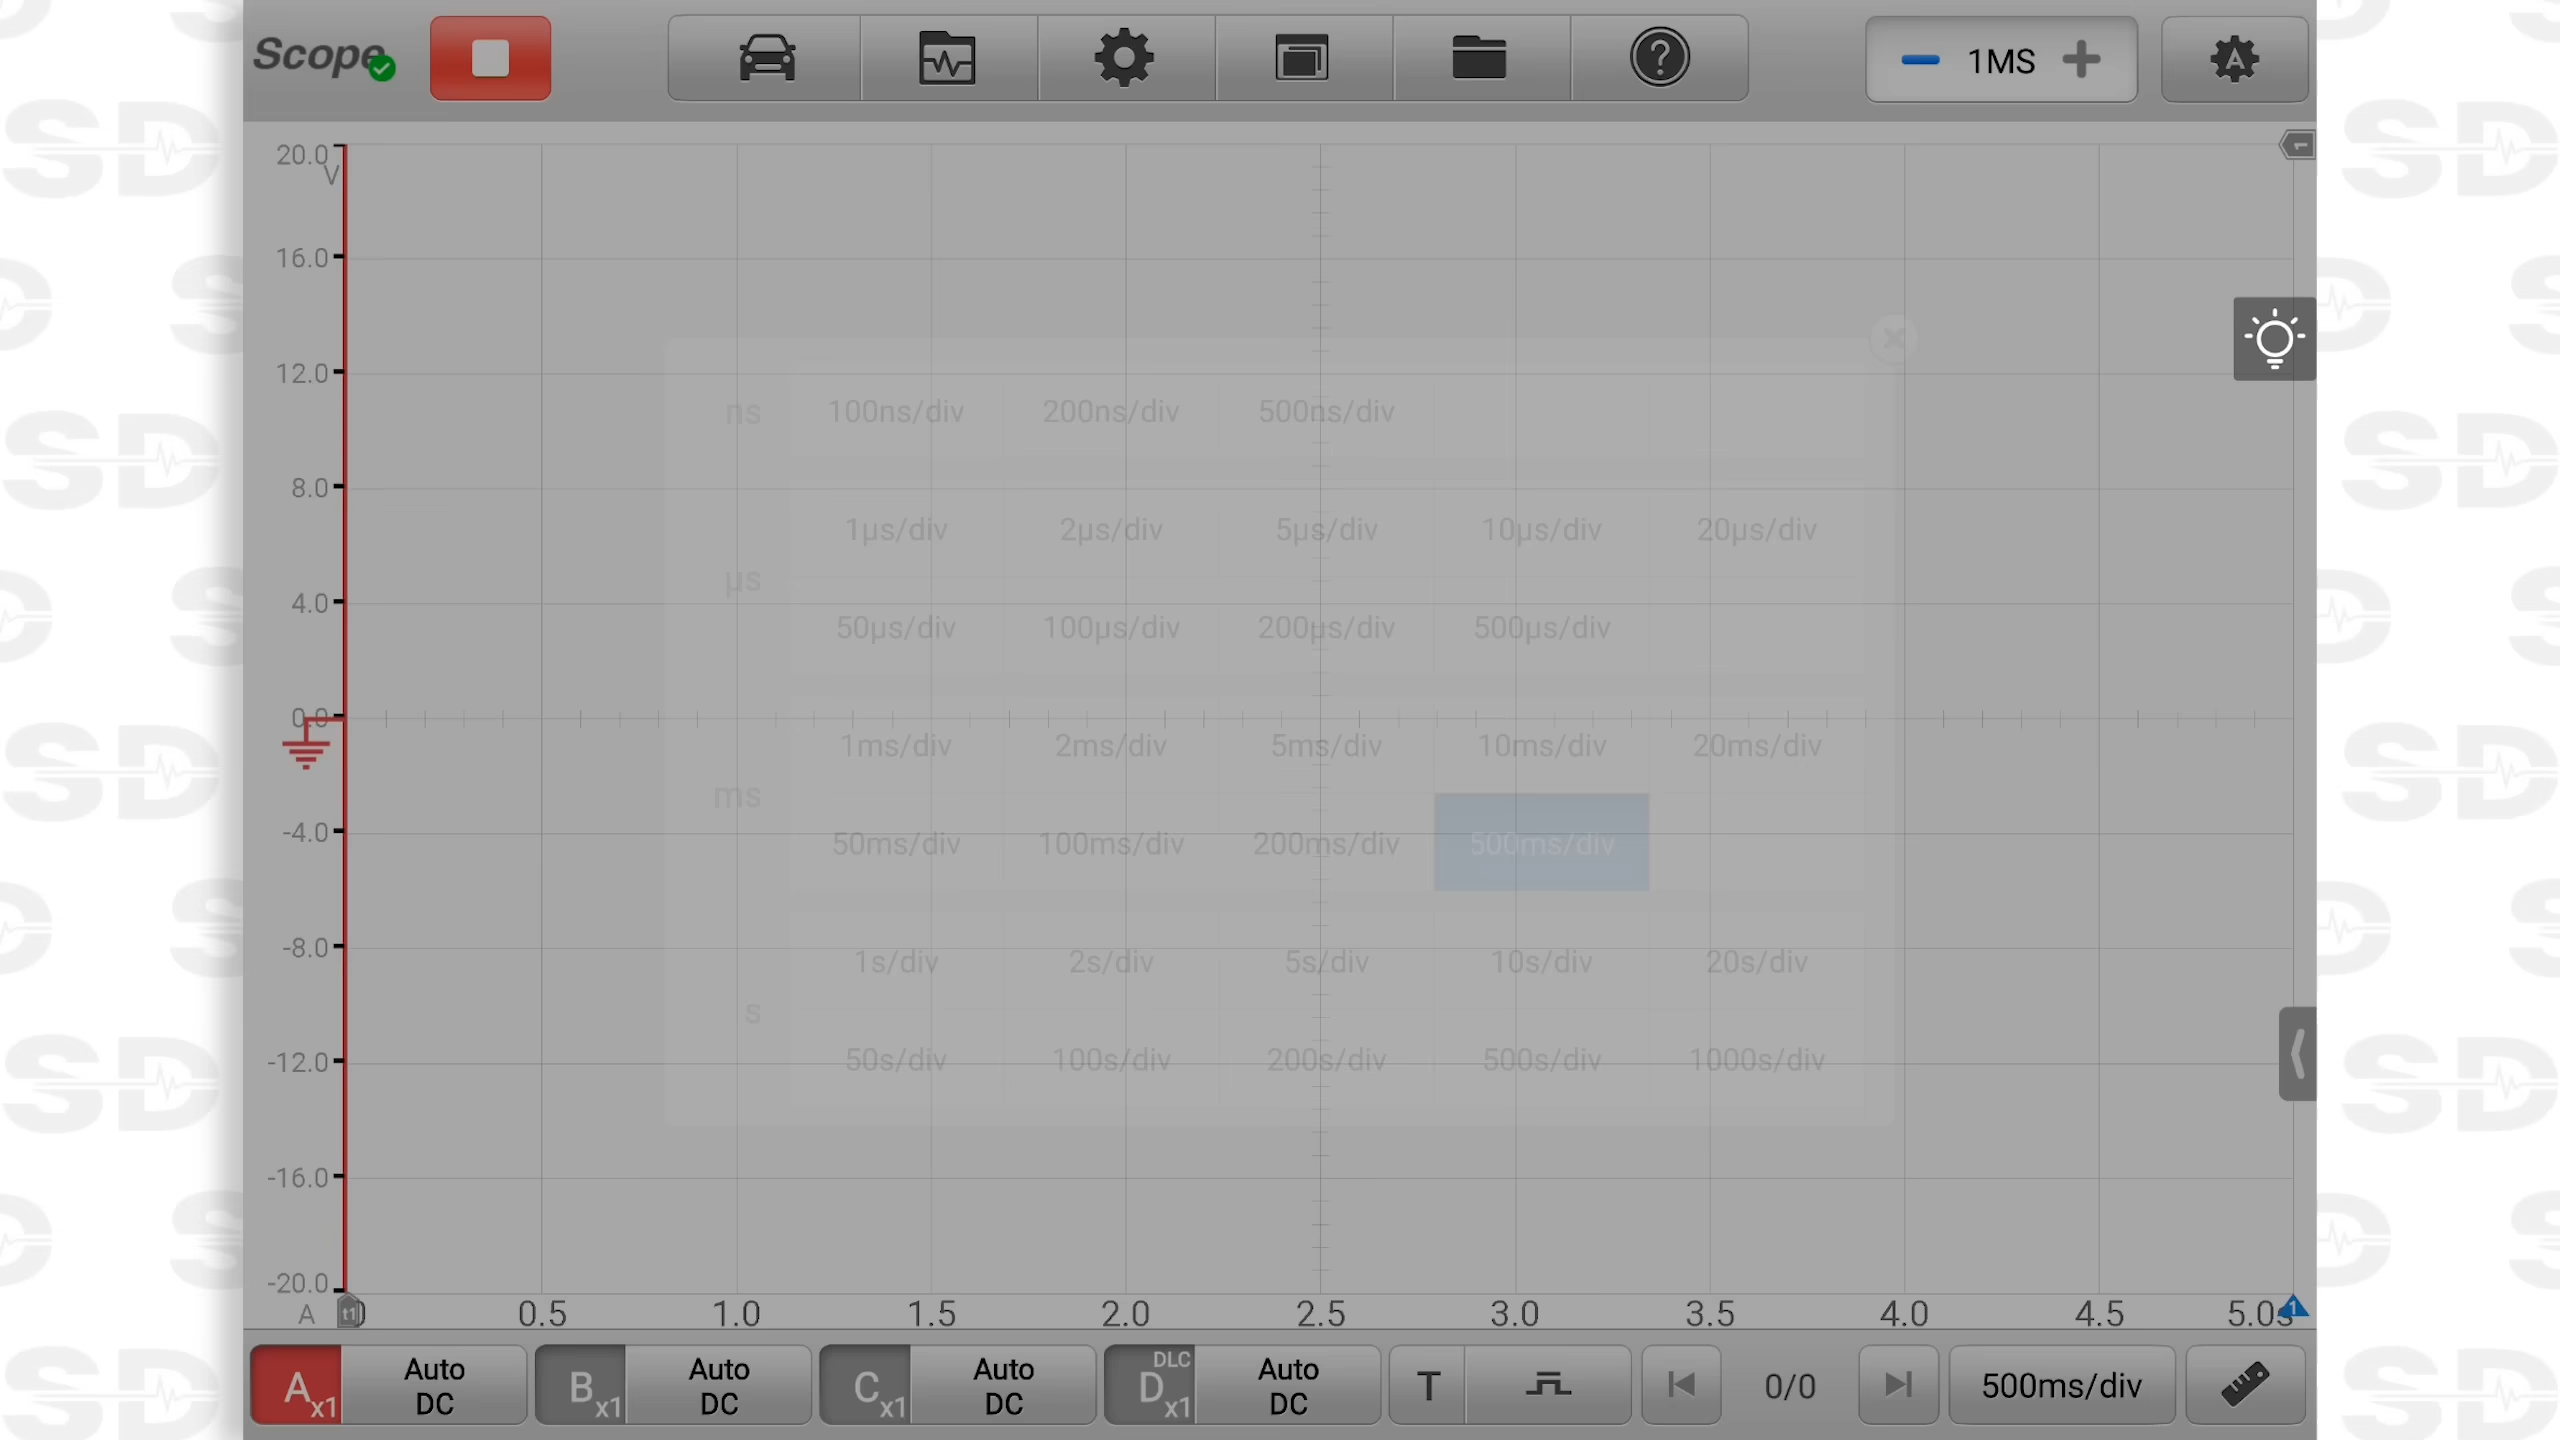 Scope
1MS
A
20.0
V
16.0
12.0
8.0
4.0
0.0
-4.0
-8.0
-12.0
-16.0
-20.0
A
ns 100ns/div 200ns/div 500ns/div
µs 1µs/div 2µs/div 5µs/div 10µs/div 20µs/div
50µs/div 100µs/div 200µs/div 500µs/div
ms 1ms/div 2ms/div 5ms/div 10ms/div 20ms/div
50ms/div 100ms/div 200ms/div 500ms/div
s 1s/div 2s/div 5s/div 10s/div 20s/div
50s/div 100s/div 200s/div 500s/div 1000s/div
1
t1 0.5 1.0 1.5 2.0 2.5 3.0 3.5 4.0 4.5 5.0s 1
A x1 Auto DC
B x1 Auto DC
C x1 Auto DC
DLC D x1 Auto DC
T
0/0
500ms/div
SD